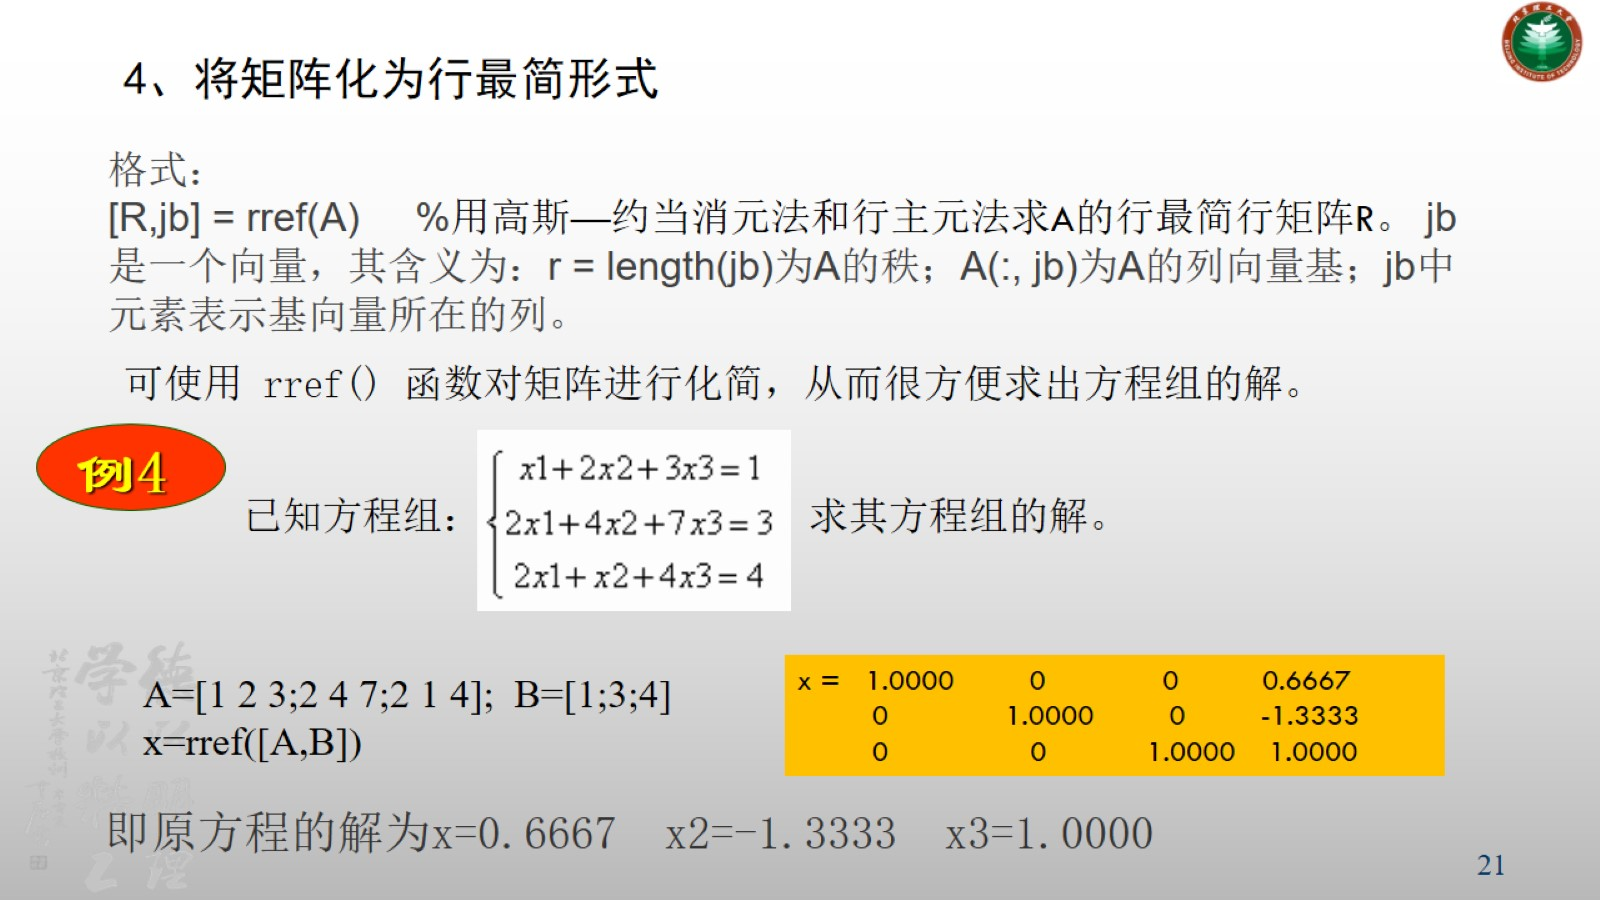 4、将矩阵化为行最简形式
格式：
[R,jb] = rref(A) %用高斯—约当消元法和行主元法求A的行最简行矩阵R。 jb
是一个向量，其含义为：r = length(jb)为A的秩；A(:, jb)为A的列向量基；jb中
元素表示基向量所在的列。
可使用 rref() 函数对矩阵进行化简，从而很方便求出方程组的解。
例4
已知方程组：
x1+2x2+3x3=1
2x1+4x2+7x3=3
2x1+x2+4x3=4
求其方程组的解。
A=[1 2 3;2 4 7;2 1 4]; B=[1;3;4]
x=rref([A,B])
x = 1.0000 0 0 0.6667
0 1.0000 0 -1.3333
0 0 1.0000 1.0000
即原方程的解为x=0.6667 x2=-1.3333 x3=1.0000
21